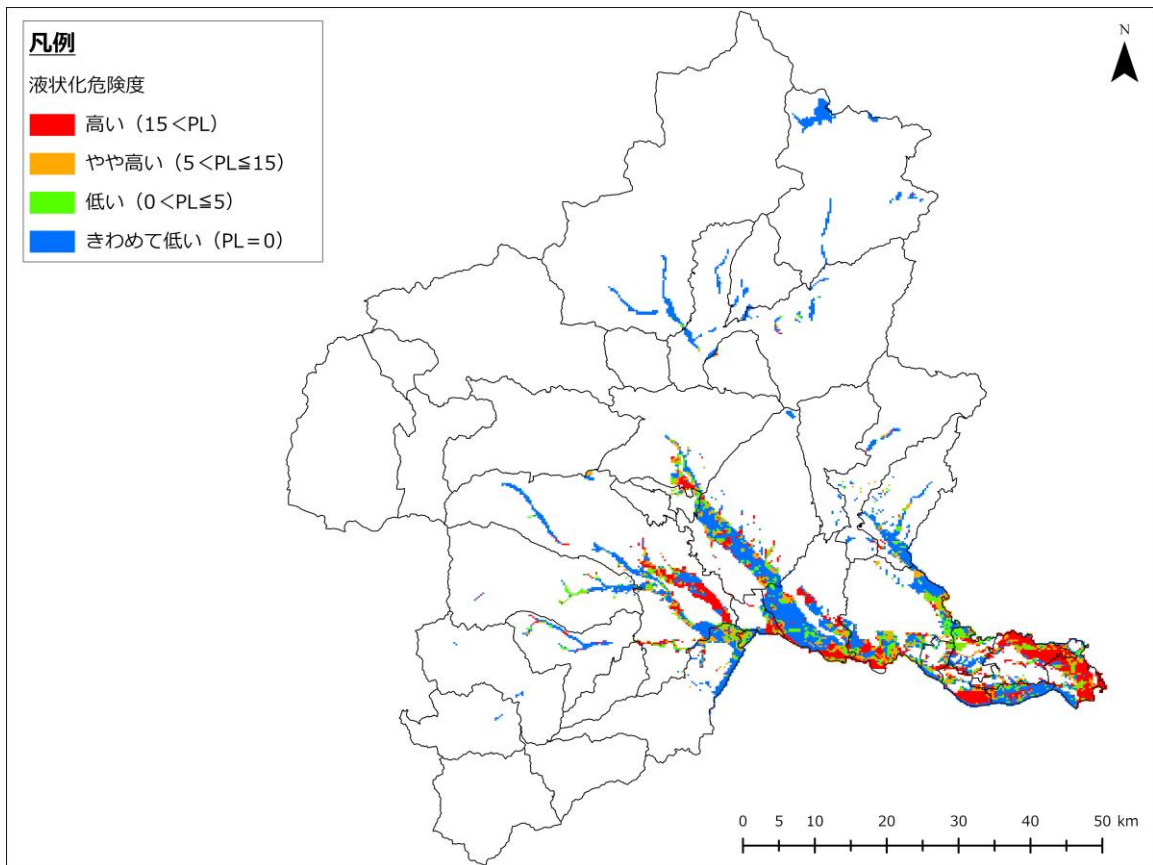 凡例
液状化危険度
高い（15＜PL）
やや高い（5＜PL≦15）
低い（0＜PL≦5）
きわめて低い（PL＝0）
N
0 5 10 20 30 40 50 km